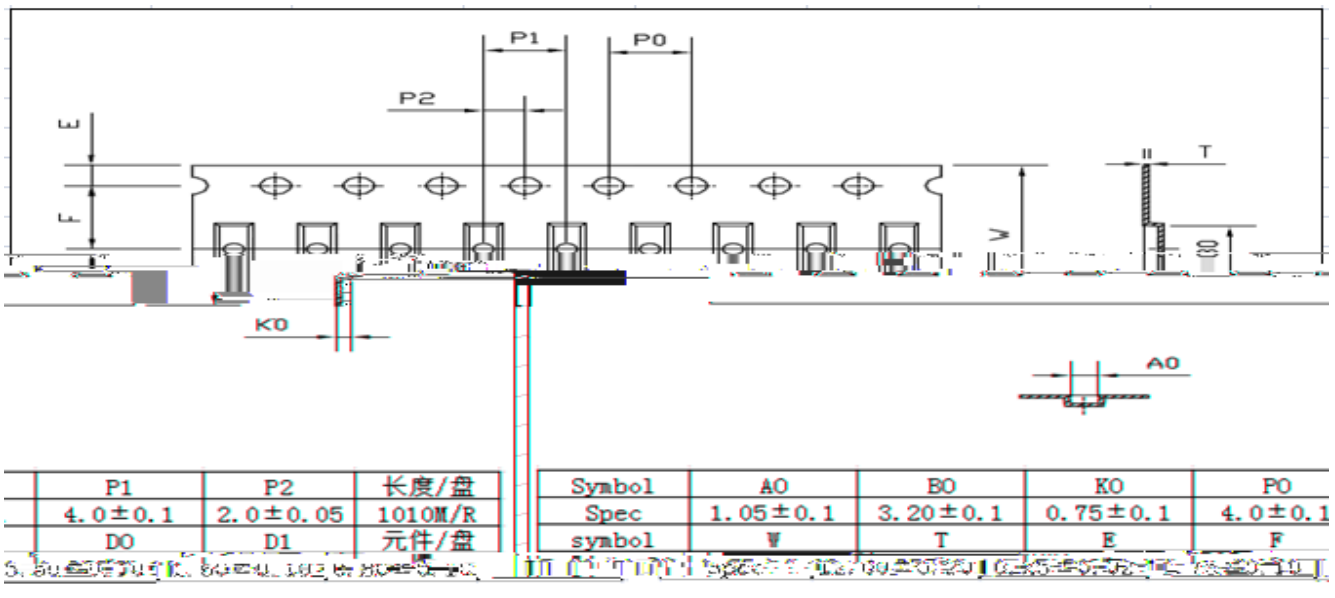 P1
P0
P2
E
T
F
W
K0
A0
P1 P2 长度/盘
4.0±0.1 2.0±0.05 1010M/R
D0 D1 元件/盘
Symbol A0 B0 K0 P0
Spec 1.05±0.1 3.20±0.1 0.75±0.1 4.0±0.1
symbol W T E F